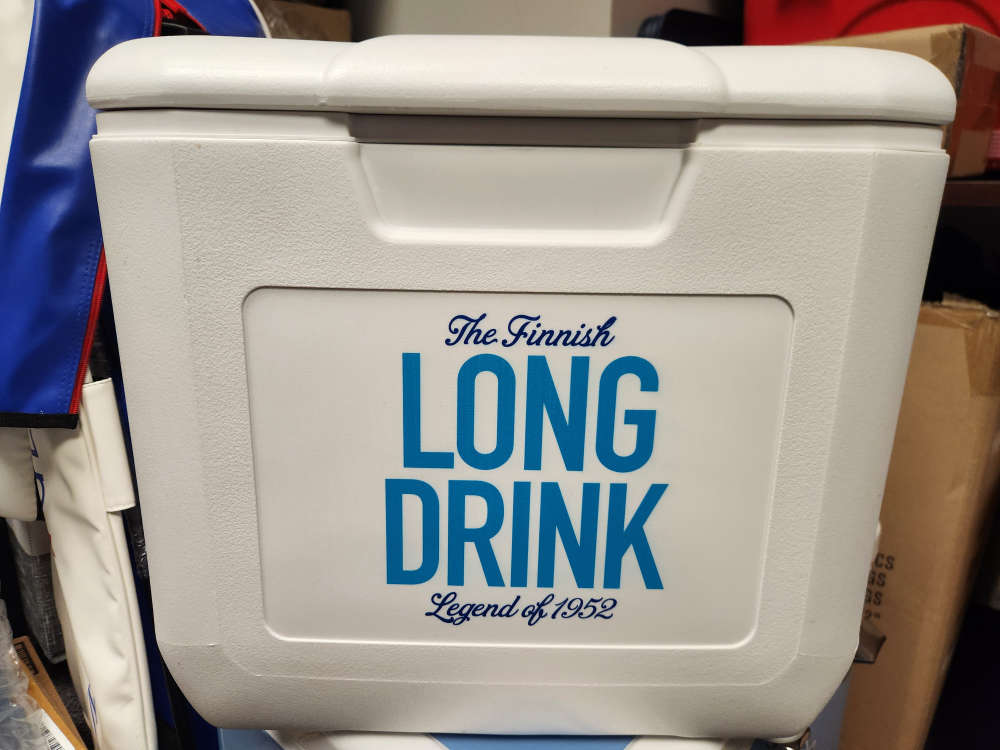 The Finnish
LONG
DRINK
Legend of 1952